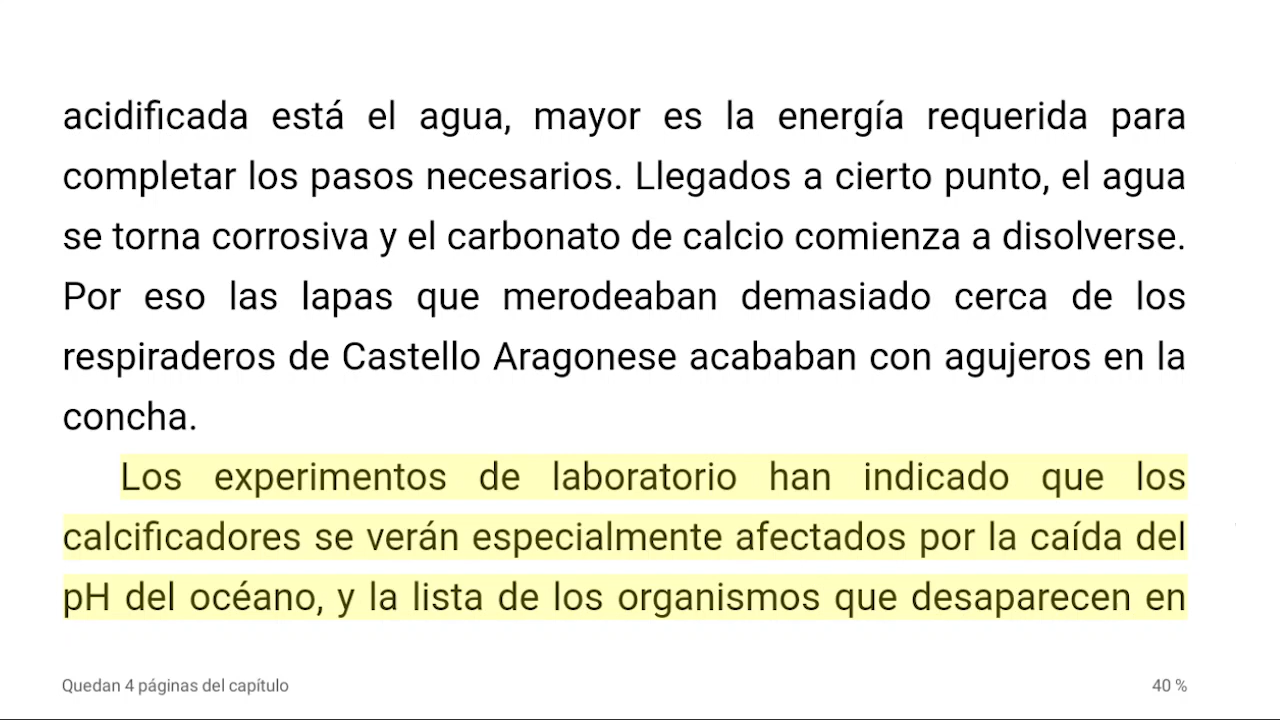 acidificada está el agua, mayor es la energía requerida para
completar los pasos necesarios. Llegados a cierto punto, el agua
se torna corrosiva y el carbonato de calcio comienza a disolverse.
Por eso las lapas que merodeaban demasiado cerca de los
respiraderos de Castello Aragonese acababan con agujeros en la
concha.
Los experimentos de laboratorio han indicado que los
calcificadores se verán especialmente afectados por la caída del
pH del océano, y la lista de los organismos que desaparecen en
Quedan 4 páginas del capítulo
40 %